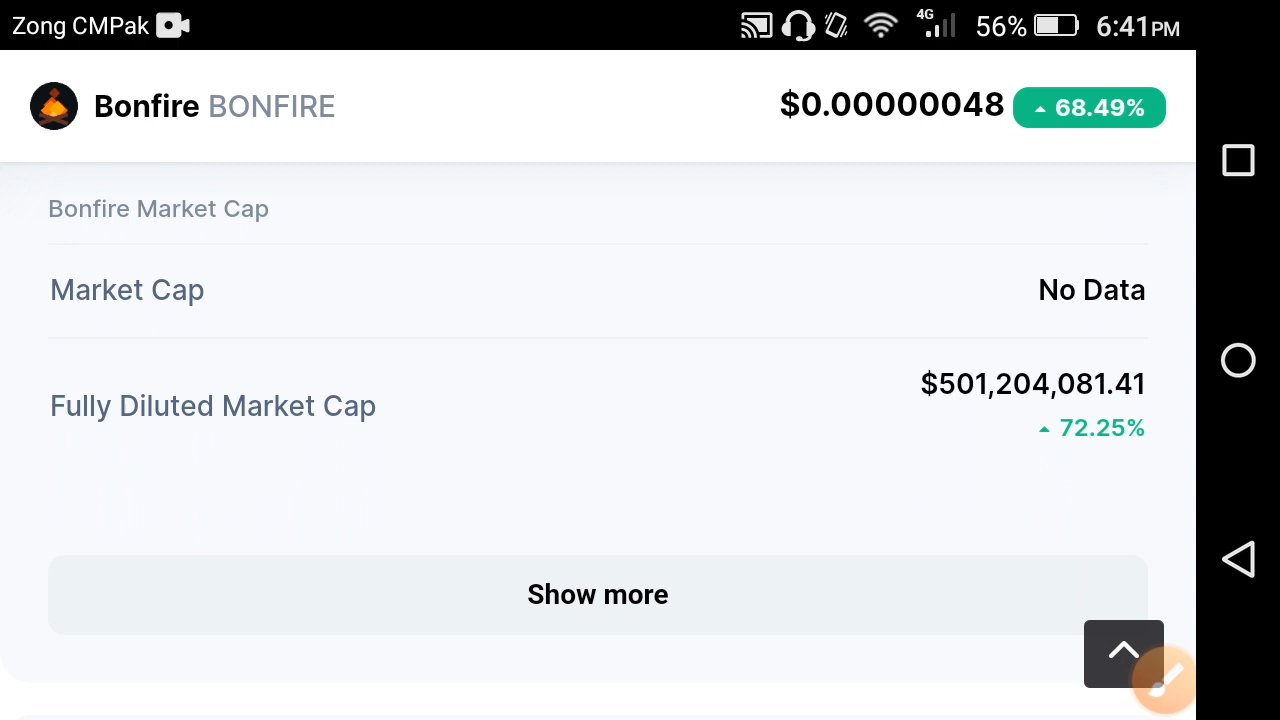 Zong CMPak 4G 56% 6:41PM
Bonfire BONFIRE $0.00000048 68.49%
Bonfire Market Cap
Market Cap No Data
Fully Diluted Market Cap $501,204,081.41
72.25%
Show more